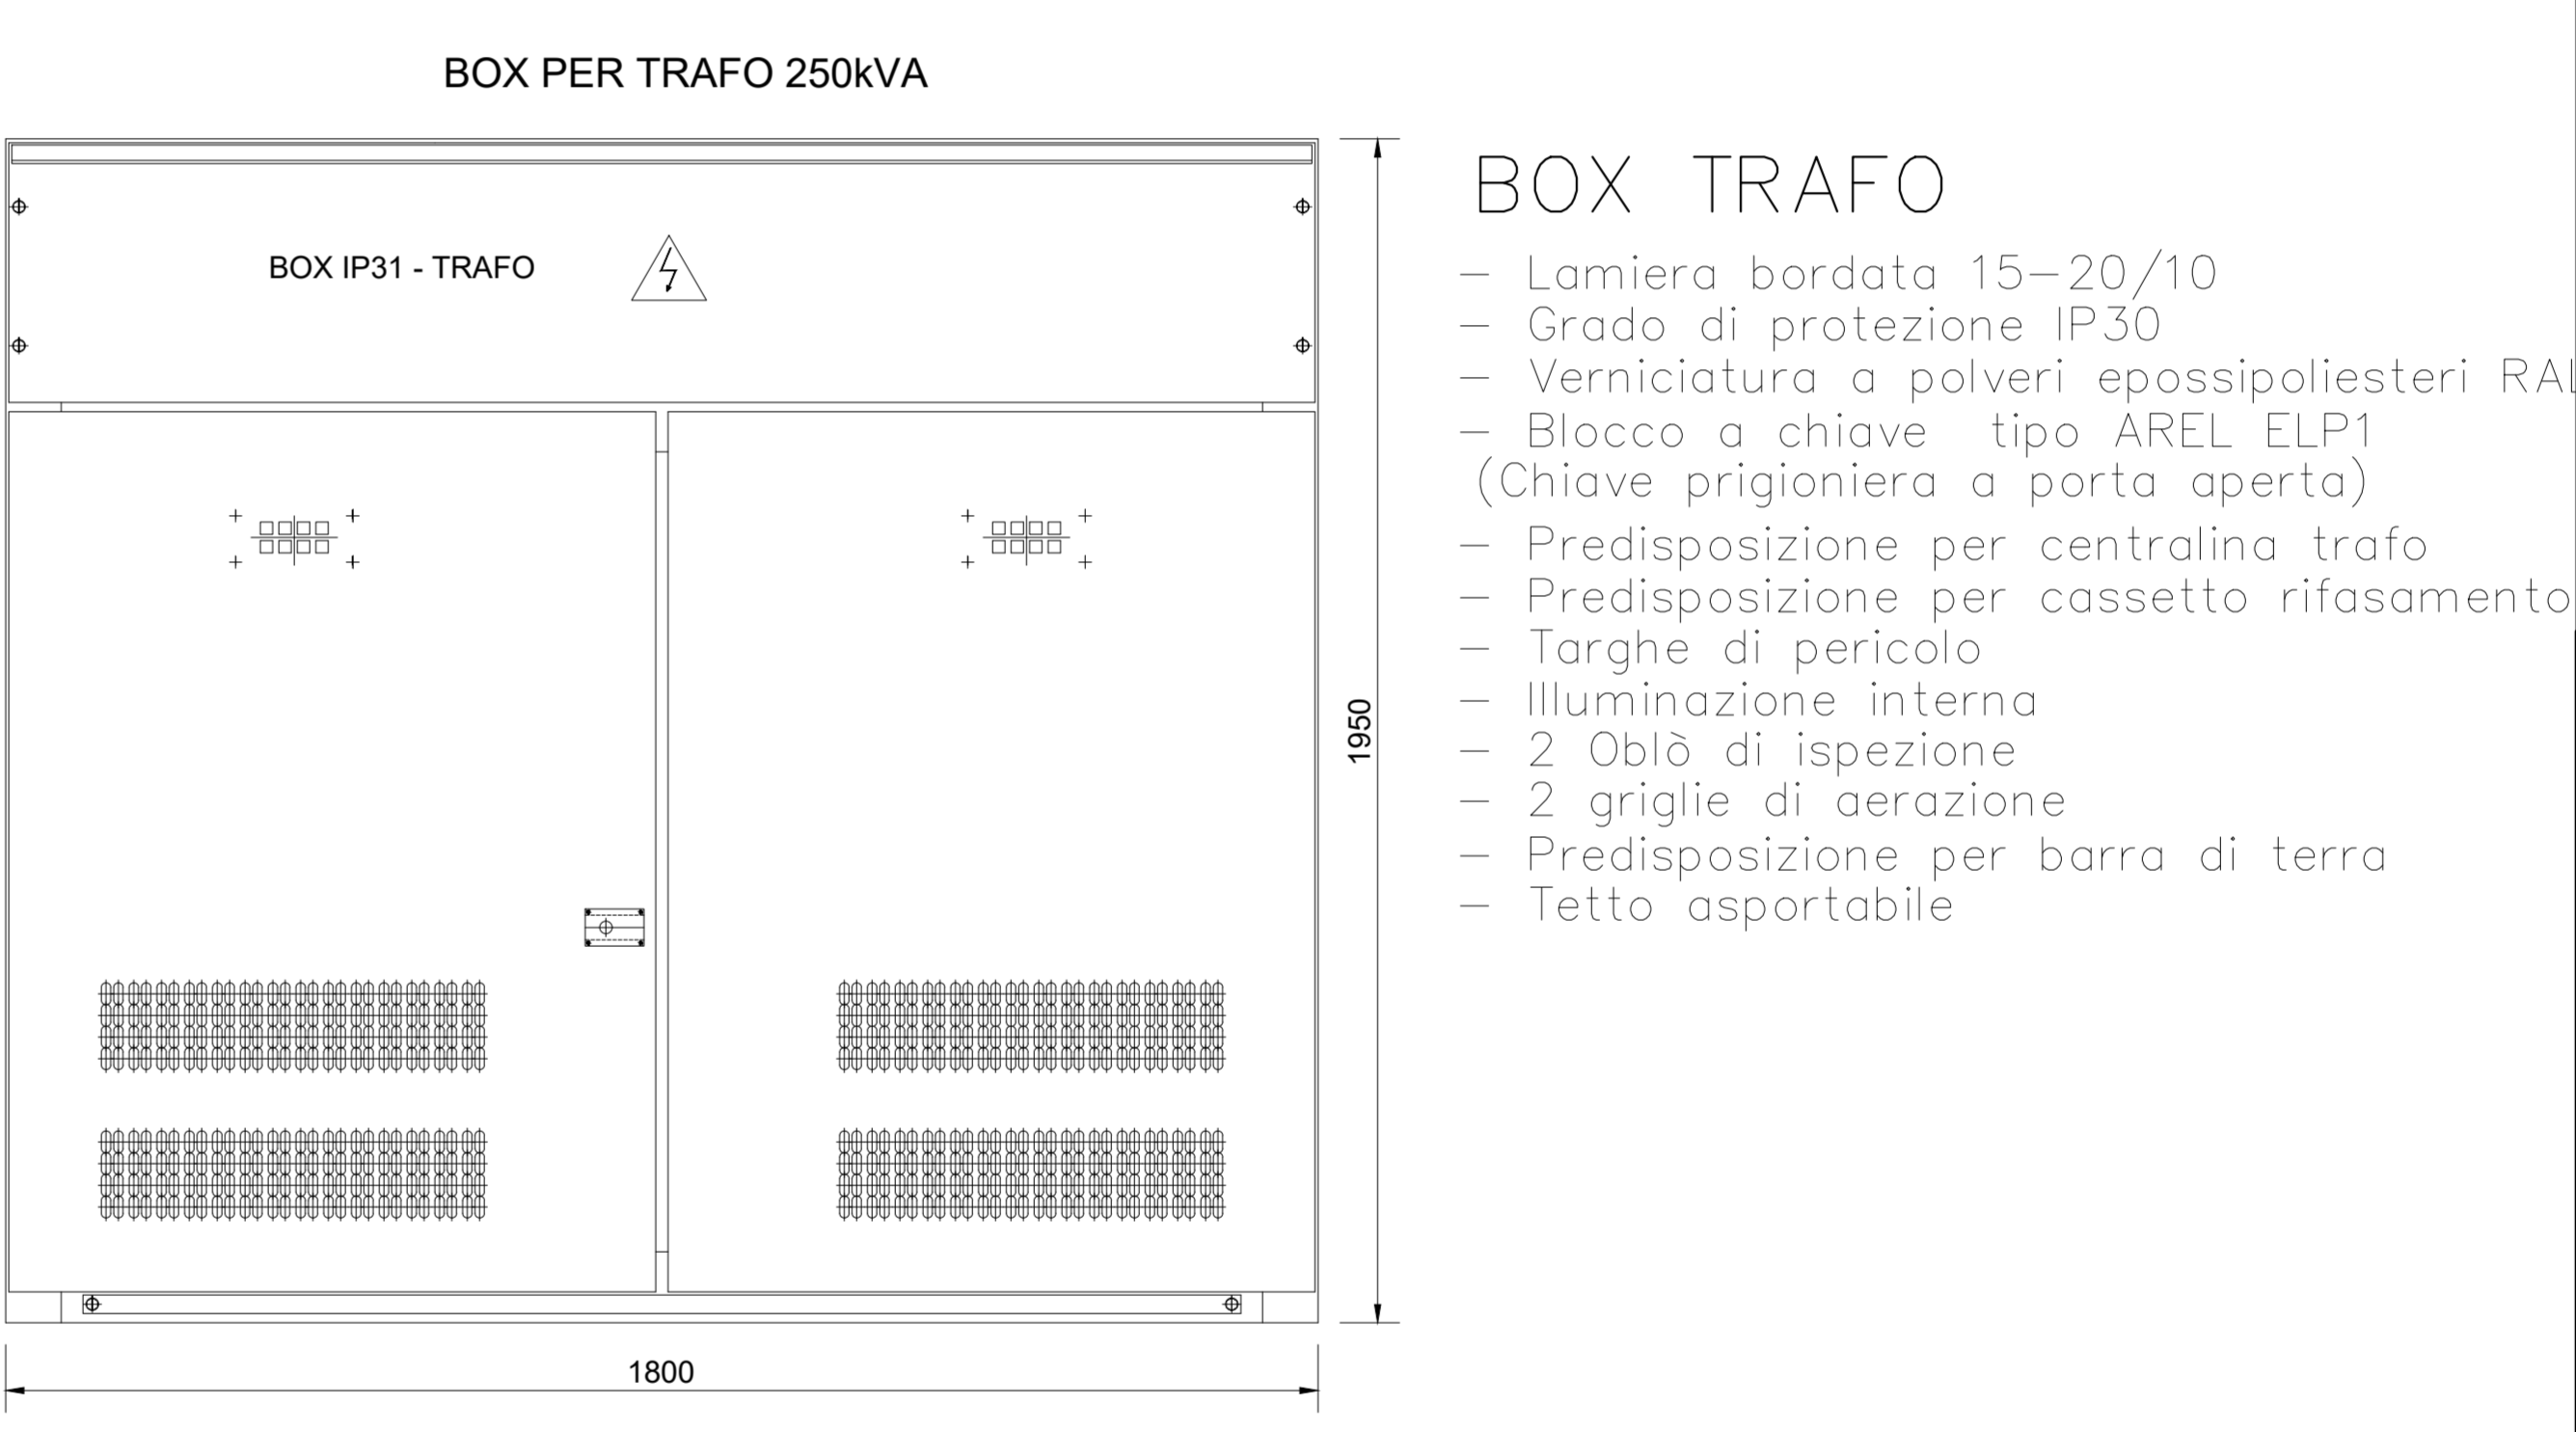 BOX PER TRAFO 250kVA
BOX IP31 - TRAFO
1950
1800
BOX TRAFO
- Lamiera bordata 15-20/10
- Grado di protezione IP30
- Verniciatura a polveri epossipoliesteri RAL
- Blocco a chiave tipo AREL ELP1
(Chiave prigioniera a porta aperta)
- Predisposizione per centralina trafo
- Predisposizione per cassetto rifasamento
- Targhe di pericolo
- Illuminazione interna
- 2 Oblò di ispezione
- 2 griglie di aerazione
- Predisposizione per barra di terra
- Tetto asportabile